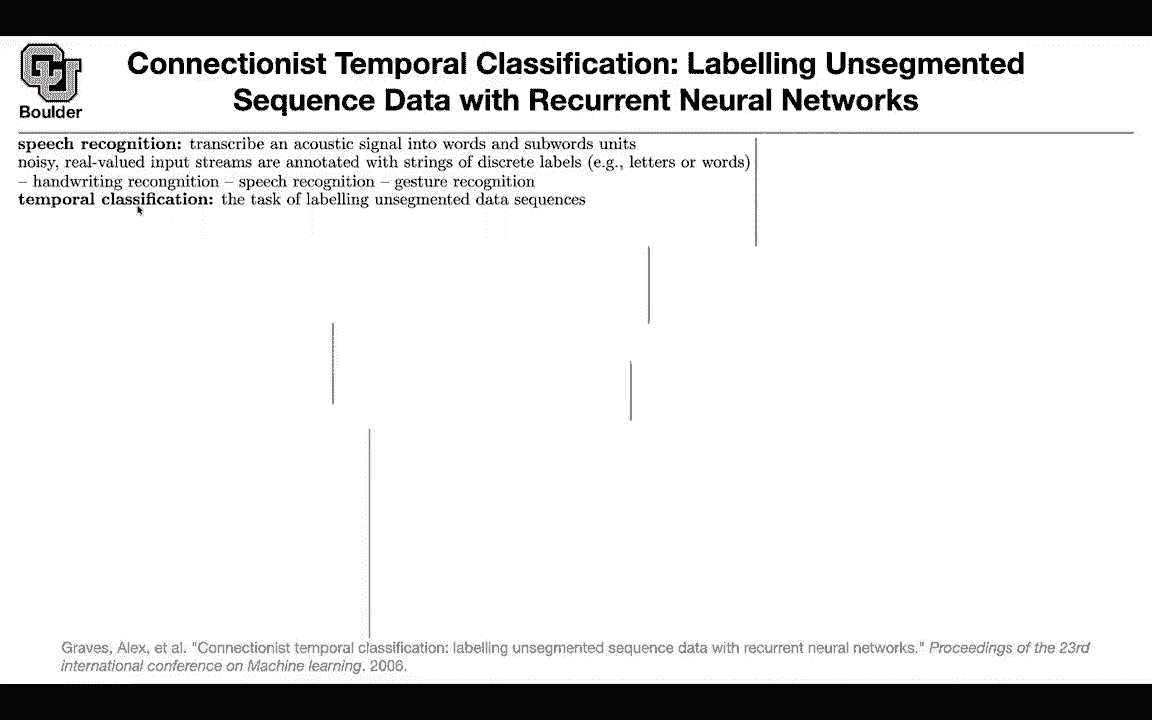 Connectionist Temporal Classification: Labelling Unsegmented
Sequence Data with Recurrent Neural Networks
Boulder
speech recognition: transcribe an acoustic signal into words and subwords units
noisy, real-valued input streams are annotated with strings of discrete labels (e.g., letters or words)
– handwriting recongnition – speech recognition – gesture recognition
temporal classification: the task of labelling unsegmented data sequences
Graves, Alex, et al. "Connectionist temporal classification: labelling unsegmented sequence data with recurrent neural networks." Proceedings of the 23rd
international conference on Machine learning. 2006.